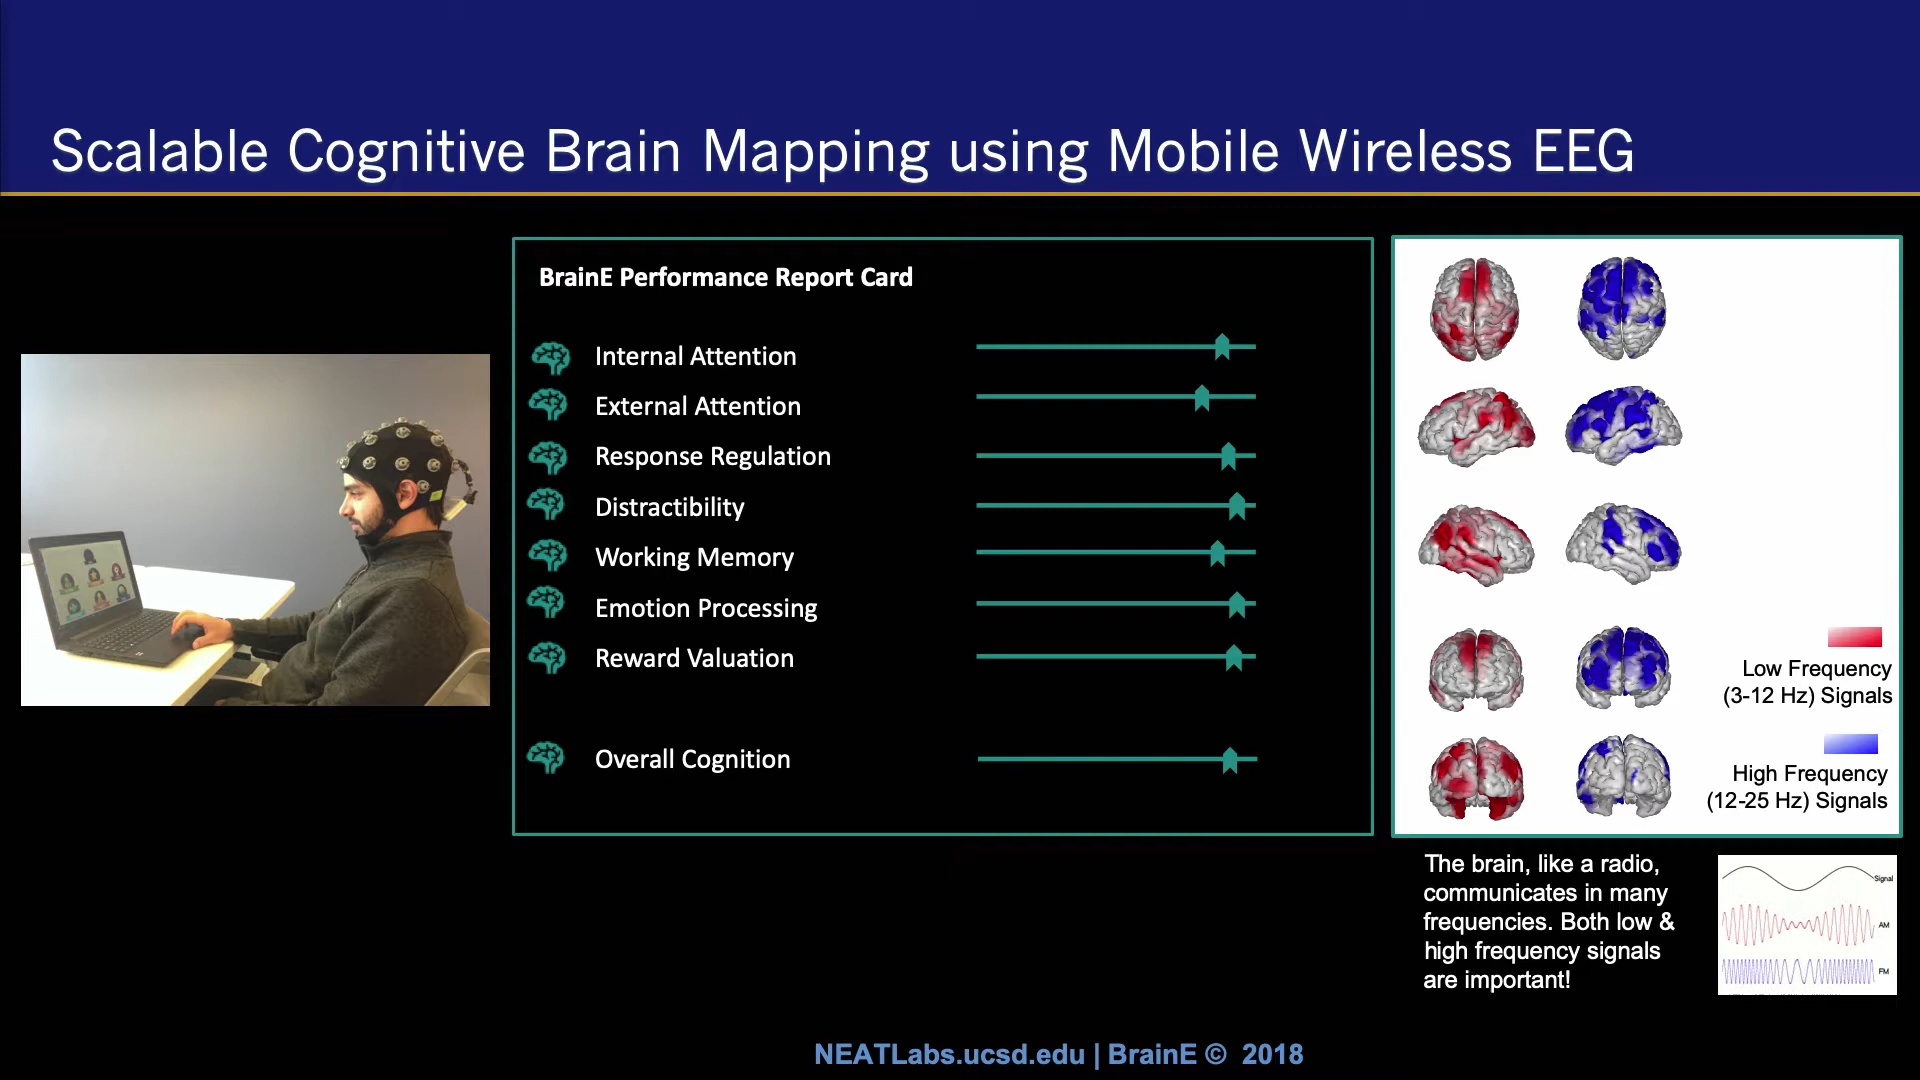 Scalable Cognitive Brain Mapping using Mobile Wireless EEG
BrainE Performance Report Card
Internal Attention
External Attention
Response Regulation
Distractibility
Working Memory
Emotion Processing
Reward Valuation
Overall Cognition
Low Frequency
(3-12 Hz) Signals
High Frequency
(12-25 Hz) Signals
The brain, like a radio,
communicates in many
frequencies. Both low &
high frequency signals
are important!
Signal
AM
FM
NEATLabs.ucsd.edu | BrainE © 2018